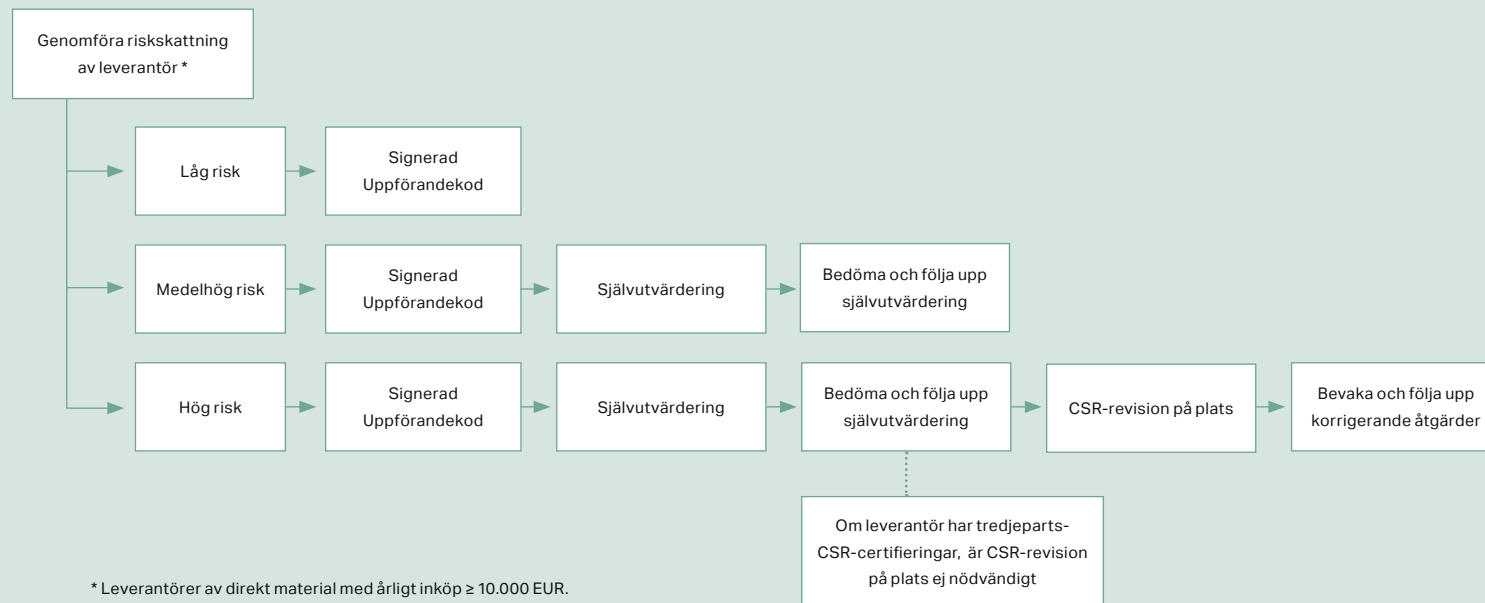 Genomföra riskskattning
av leverantör *
Låg risk
Signerad
Uppförandekod
Medelhög risk
Signerad
Uppförandekod
Självutvärdering
Bedöma och följa upp
självutvärdering
Hög risk
Signerad
Uppförandekod
Självutvärdering
Bedöma och följa upp
självutvärdering
CSR-revision på plats
Bevaka och följa upp
korrigerande åtgärder
Om leverantör har tredjeparts-
CSR-certifieringar, är CSR-revision
på plats ej nödvändigt
* Leverantörer av direkt material med årligt inköp ≥ 10.000 EUR.